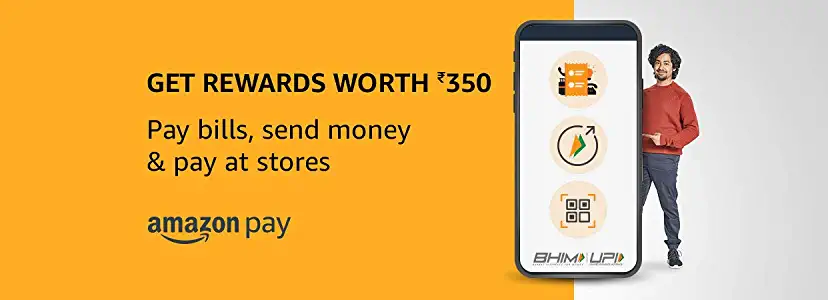 GET REWARDS WORTH ₹350
Pay bills, send money
& pay at stores
amazon pay
BHIM UPI